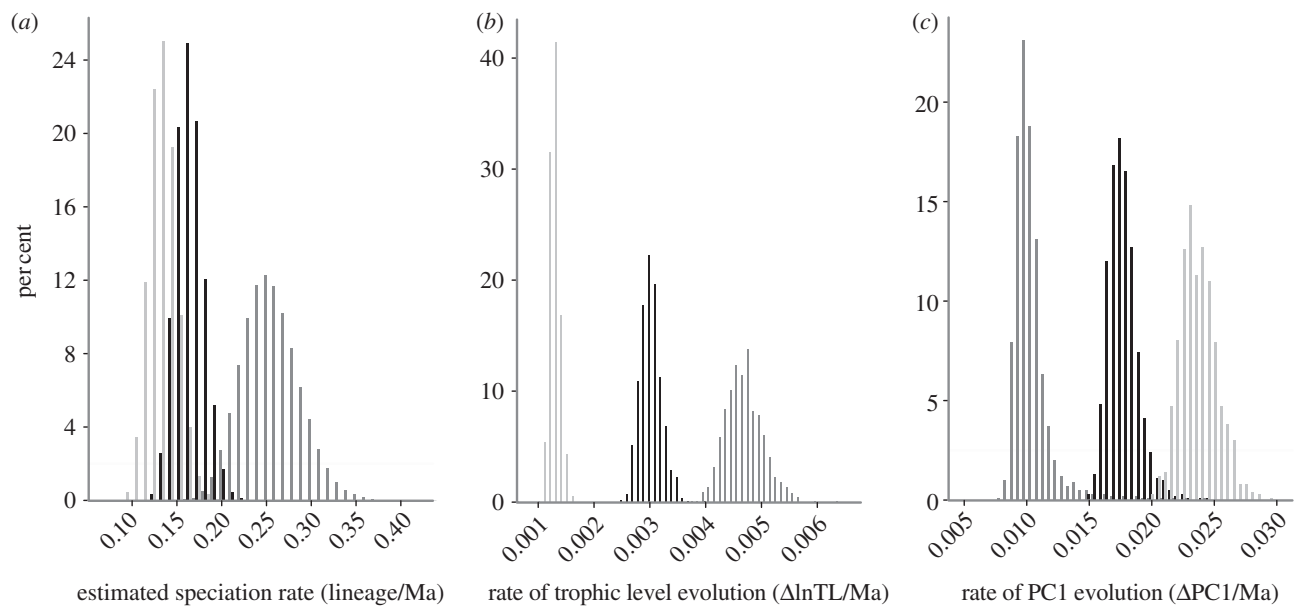 (a)
24
20
16
12
8
4
0
per cent
0.10 0.15 0.20 0.25 0.30 0.35 0.40
estimated speciation rate (lineage/Ma)
(b)
40
30
20
10
0
0.001 0.002 0.003 0.004 0.005 0.006
rate of trophic level evolution (ΔlnTL/Ma)
(c)
20
15
10
5
0
0.005 0.010 0.015 0.020 0.025 0.030
rate of PC1 evolution (ΔPC1/Ma)